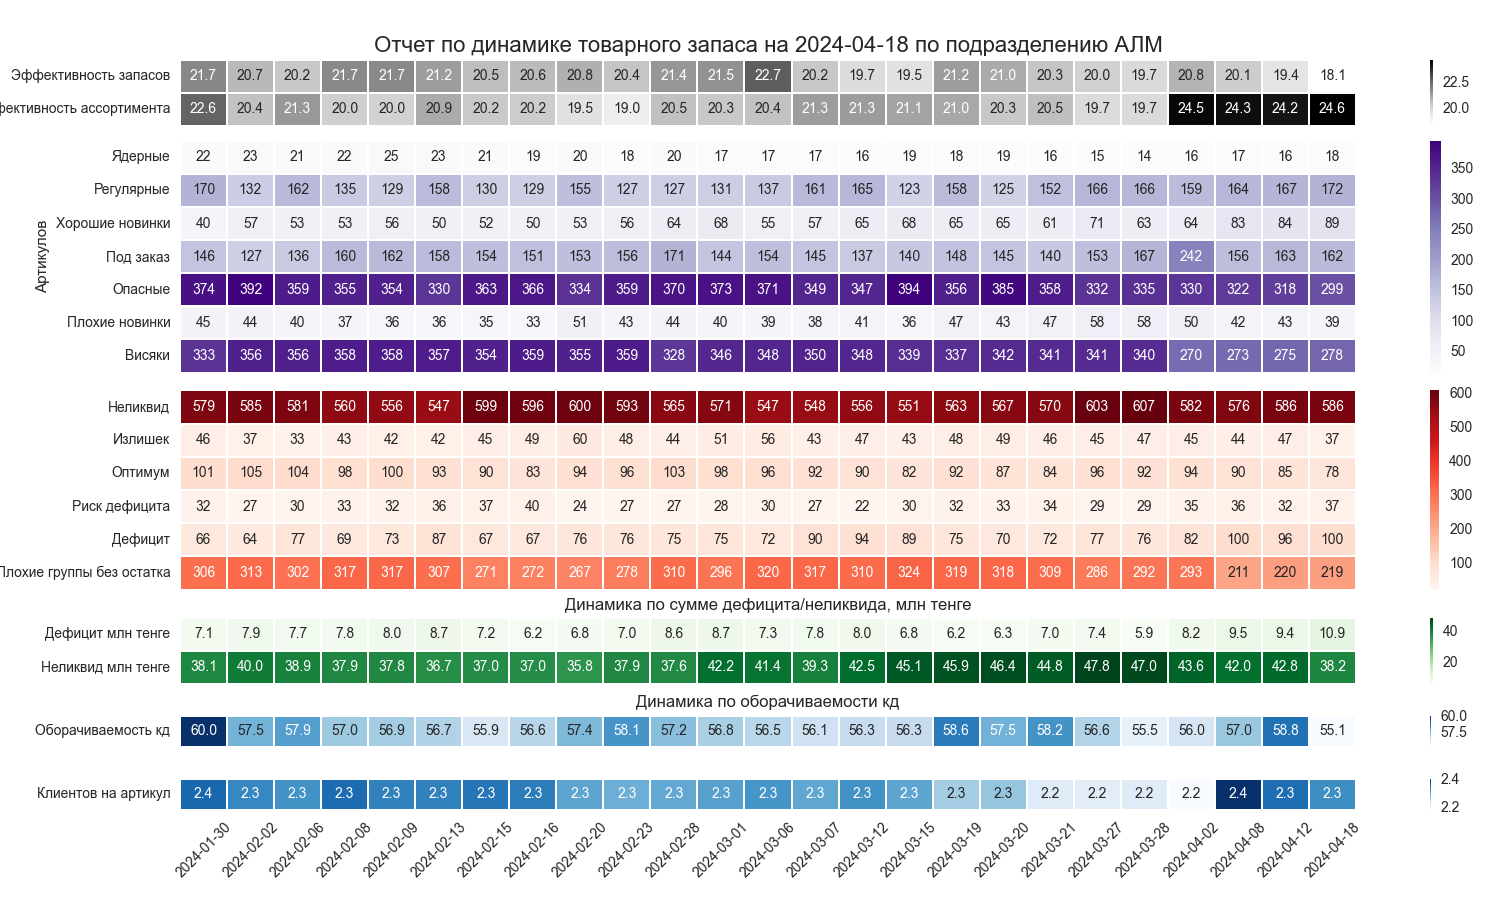 Отчет по динамике товарного запаса на 2024-04-18 по подразделению АЛМ
Эффективность запасов 21.7 20.7 20.2 21.7 21.7 21.2 20.5 20.6 20.8 20.4 21.4 21.5 22.7 20.2 19.7 19.5 21.2 21.0 20.3 20.0 19.7 20.8 20.1 19.4 18.1
фективность ассортимента 22.6 20.4 21.3 20.0 20.0 20.9 20.2 20.2 19.5 19.0 20.5 20.3 20.4 21.3 21.3 21.1 21.0 20.3 20.5 19.7 19.7 24.5 24.3 24.2 24.6
22.5
20.0
Артикулов
Ядерные 22 23 21 22 25 23 21 19 20 18 20 17 17 17 16 19 18 19 16 15 14 16 17 16 18
Регулярные 170 132 162 135 129 158 130 129 155 127 127 131 137 161 165 123 158 125 152 166 166 159 164 167 172
Хорошие новинки 40 57 53 53 56 50 52 50 53 56 64 68 55 57 65 68 65 65 61 71 63 64 83 84 89
Под заказ 146 127 136 160 162 158 154 151 153 156 171 144 154 145 137 140 148 145 140 153 167 242 156 163 162
Опасные 374 392 359 355 354 330 363 366 334 359 370 373 371 349 347 394 356 385 358 332 335 330 322 318 299
Плохие новинки 45 44 40 37 36 36 35 33 51 43 44 40 39 38 41 36 47 43 47 58 58 50 42 43 39
Висяки 333 356 356 358 358 357 354 359 355 359 328 346 348 350 348 339 337 342 341 341 340 270 273 275 278
350
300
250
200
150
100
50
Неликвид 579 585 581 560 556 547 599 596 600 593 565 571 547 548 556 551 563 567 570 603 607 582 576 586 586
Излишек 46 37 33 43 42 42 45 49 60 48 44 51 56 43 47 43 48 49 46 45 47 45 44 47 37
Оптимум 101 105 104 98 100 93 90 83 94 96 103 98 96 92 90 82 92 87 84 96 92 94 90 85 78
Риск дефицита 32 27 30 33 32 36 37 40 24 27 27 28 30 27 22 30 32 33 34 29 29 35 36 32 37
Дефицит 66 64 77 69 73 87 67 67 76 76 75 75 72 90 94 89 75 70 72 77 76 82 100 96 100
Плохие группы без остатка 306 313 302 317 317 307 271 272 267 278 310 296 320 317 310 324 319 318 309 286 292 293 211 220 219
600
500
400
300
200
100
Динамика по сумме дефицита/неликвида, млн тенге
Дефицит млн тенге 7.1 7.9 7.7 7.8 8.0 8.7 7.2 6.2 6.8 7.0 8.6 8.7 7.3 7.8 8.0 6.8 6.2 6.3 7.0 7.4 5.9 8.2 9.5 9.4 10.9
Неликвид млн тенге 38.1 40.0 38.9 37.9 37.8 36.7 37.0 37.0 35.8 37.9 37.6 42.2 41.4 39.3 42.5 45.1 45.9 46.4 44.8 47.8 47.0 43.6 42.0 42.8 38.2
40
20
Динамика по оборачиваемости кд
Оборачиваемость кд 60.0 57.5 57.9 57.0 56.9 56.7 55.9 56.6 57.4 58.1 57.2 56.8 56.5 56.1 56.3 56.3 58.6 57.5 58.2 56.6 55.5 56.0 57.0 58.8 55.1
60.0
57.5
Клиентов на артикул 2.4 2.3 2.3 2.3 2.3 2.3 2.3 2.3 2.3 2.3 2.3 2.3 2.3 2.3 2.3 2.3 2.3 2.3 2.2 2.2 2.2 2.2 2.4 2.3 2.3
2.4
2.2
2024-01-30 2024-02-02 2024-02-06 2024-02-08 2024-02-09 2024-02-13 2024-02-15 2024-02-16 2024-02-20 2024-02-23 2024-02-28 2024-03-01 2024-03-06 2024-03-07 2024-03-12 2024-03-15 2024-03-19 2024-03-20 2024-03-21 2024-03-27 2024-03-28 2024-04-02 2024-04-08 2024-04-12 2024-04-18